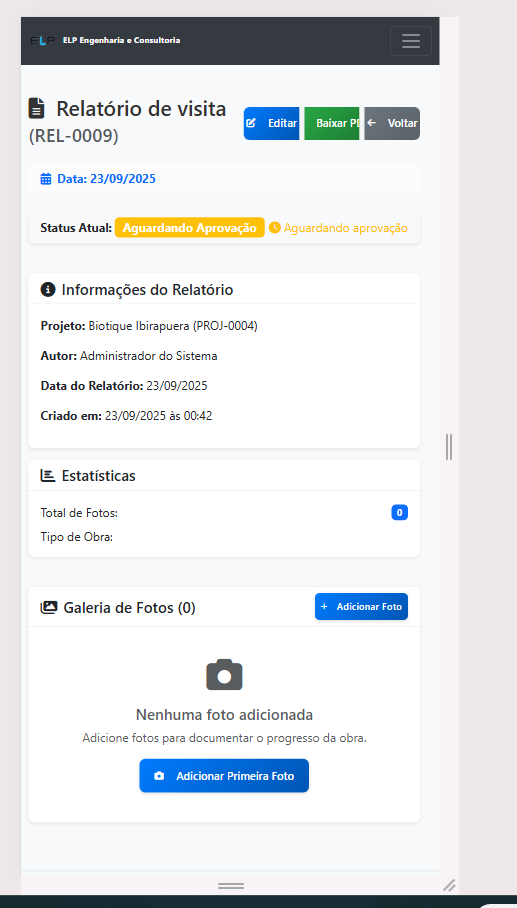 ELP ELP Engenharia e Consultoria
Relatório de visita
(REL-0009)
Editar Baixar PD Voltar
Data: 23/09/2025
Status Atual: Aguardando Aprovação Aguardando aprovação
Informações do Relatório
Projeto: Biotique Ibirapuera (PROJ-0004)
Autor: Administrador do Sistema
Data do Relatório: 23/09/2025
Criado em: 23/09/2025 às 00:42
Estatísticas
Total de Fotos: 0
Tipo de Obra:
Galeria de Fotos (0) + Adicionar Foto
Nenhuma foto adicionada
Adicione fotos para documentar o progresso da obra.
Adicionar Primeira Foto